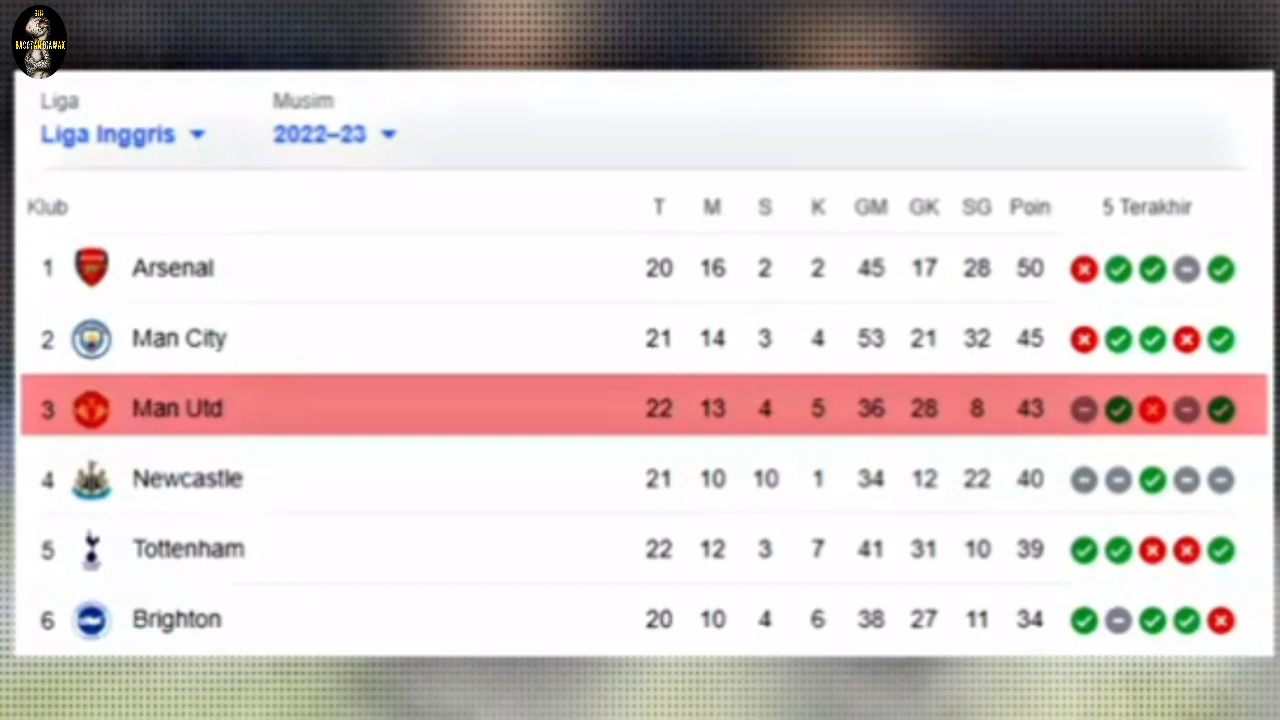 Liga Musim
Liga Inggris 2022–23
Klub T M S K GM GK SG Poin 5 Terakhir
1 Arsenal 20 16 2 2 45 17 28 50
2 Man City 21 14 3 4 53 21 32 45
3 Man Utd 22 13 4 5 36 28 8 43
4 Newcastle 21 10 10 1 34 12 22 40
5 Tottenham 22 12 3 7 41 31 10 39
6 Brighton 20 10 4 6 38 27 11 34